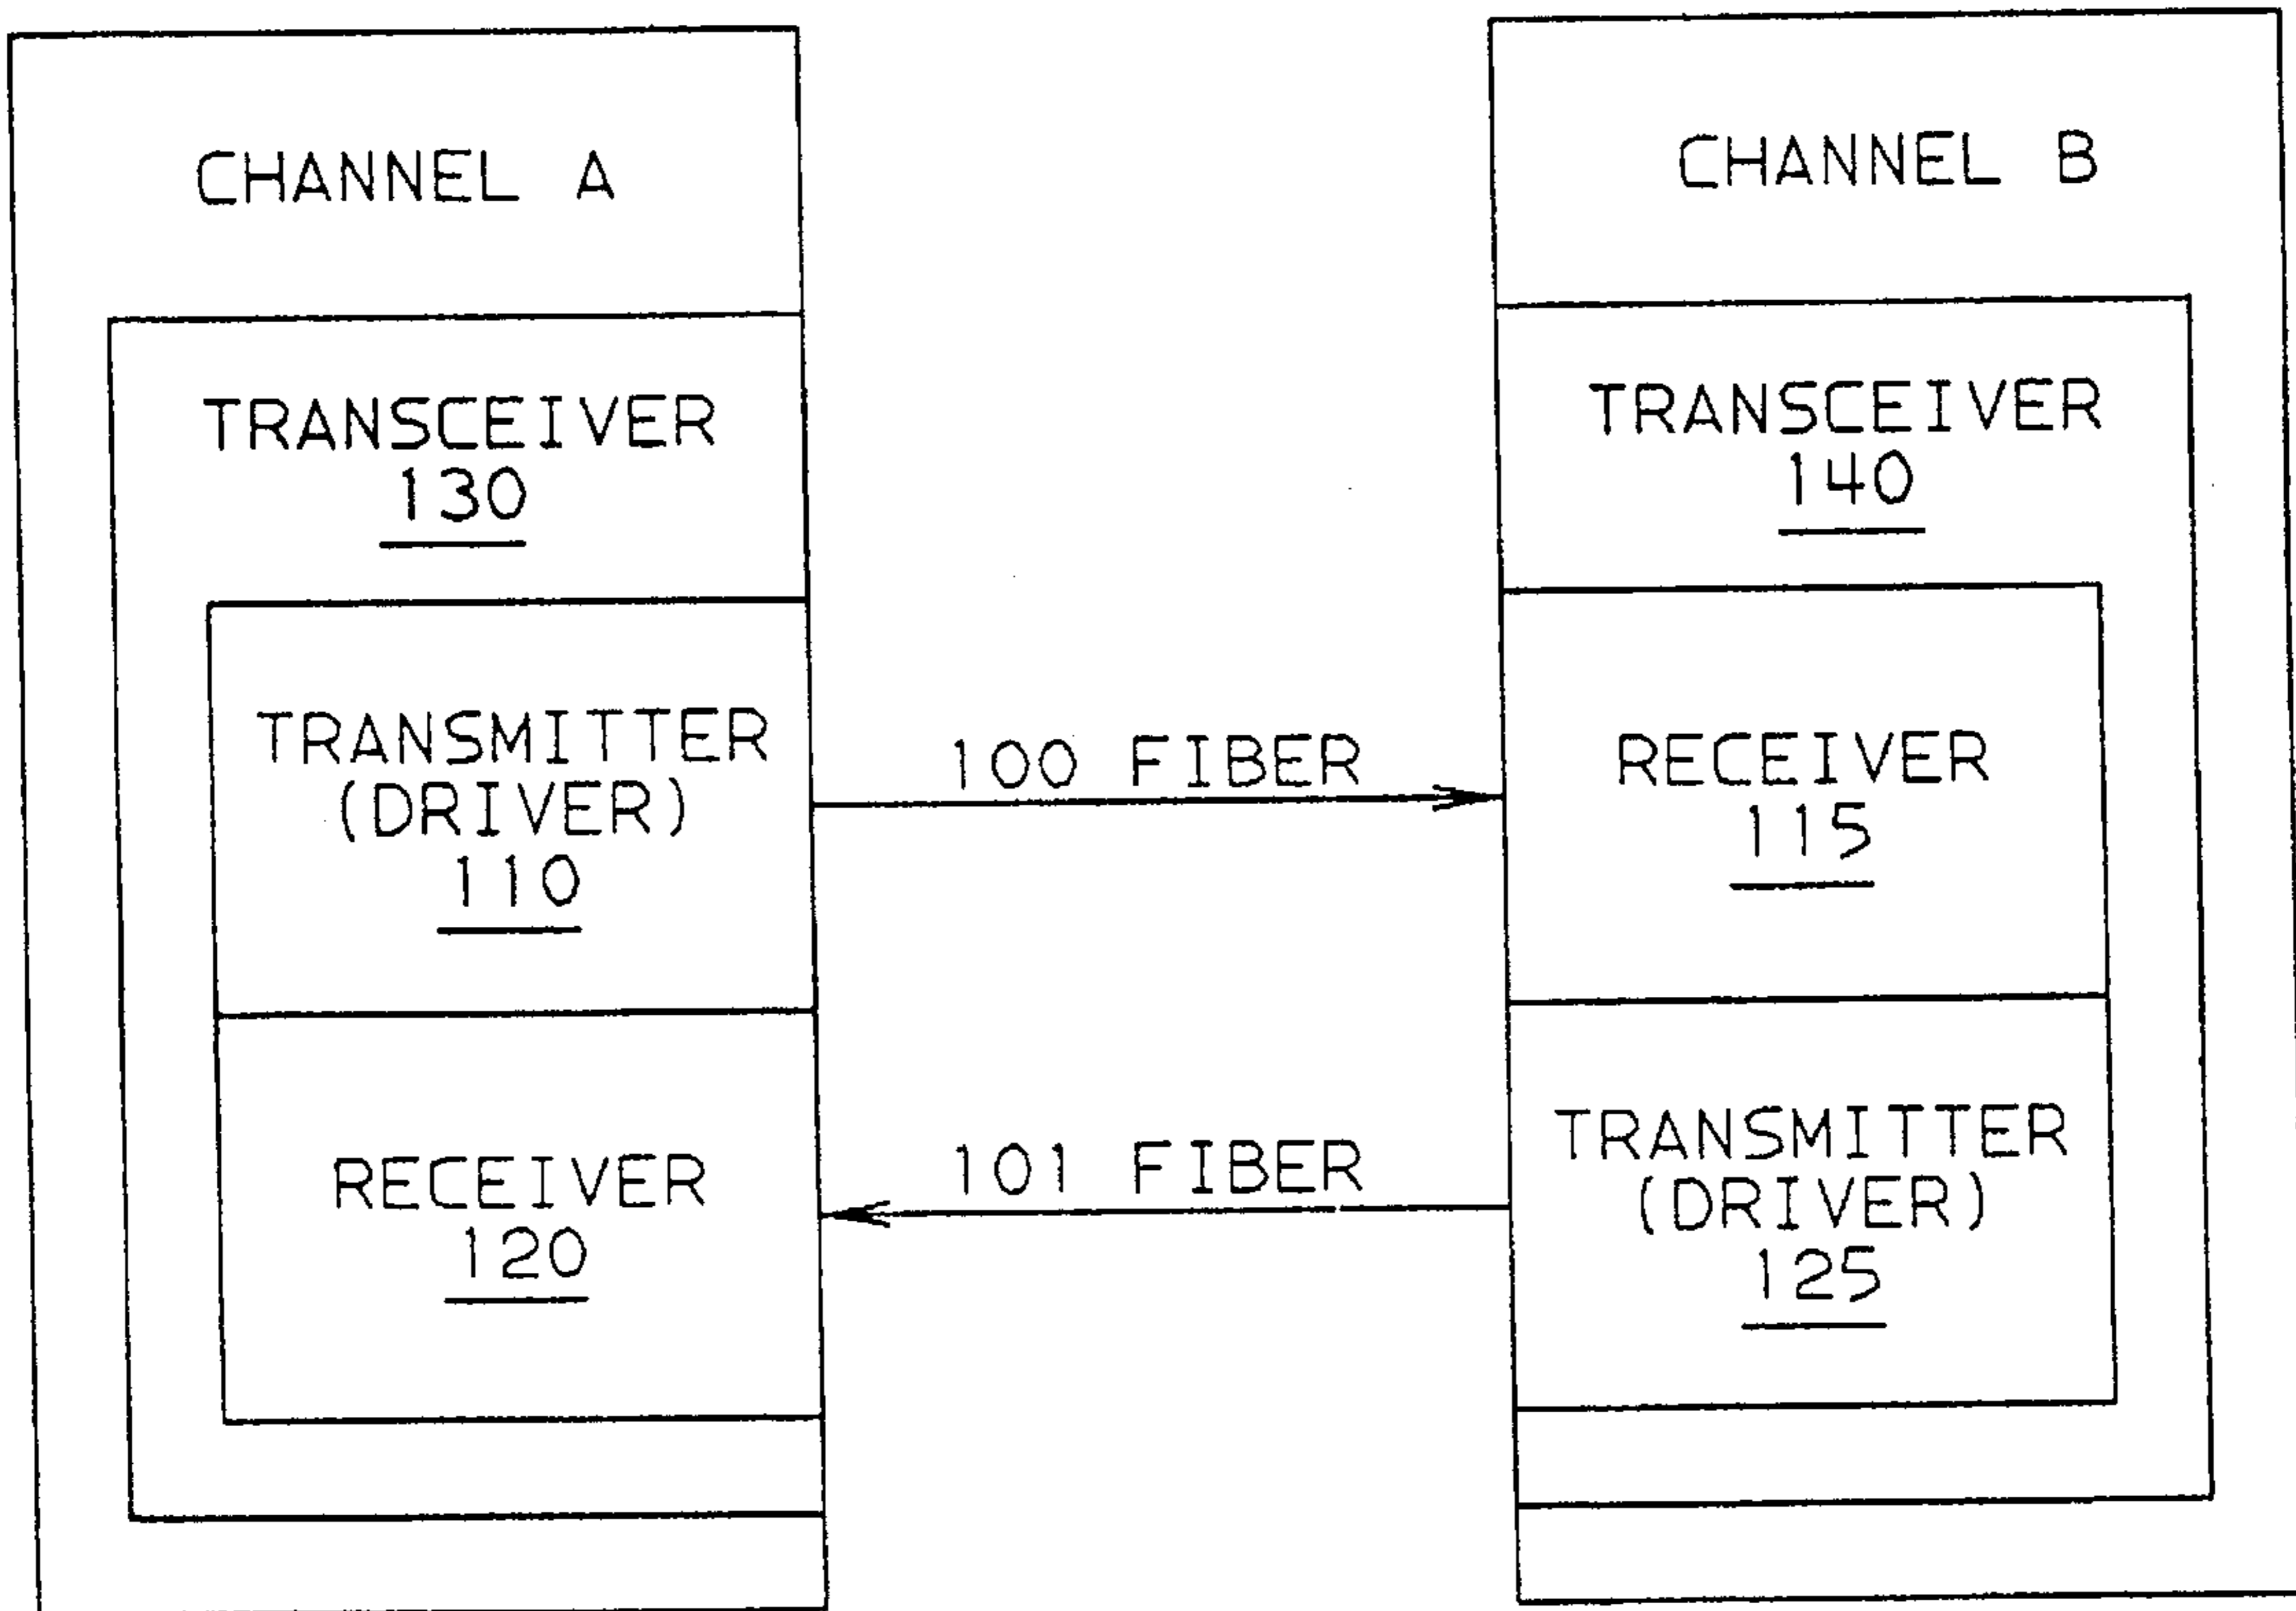 CHANNEL A
TRANSCEIVER
130
TRANSMITTER
(DRIVER)
110
RECEIVER
120
100 FIBER
101 FIBER
CHANNEL B
TRANSCEIVER
140
RECEIVER
115
TRANSMITTER
(DRIVER)
125